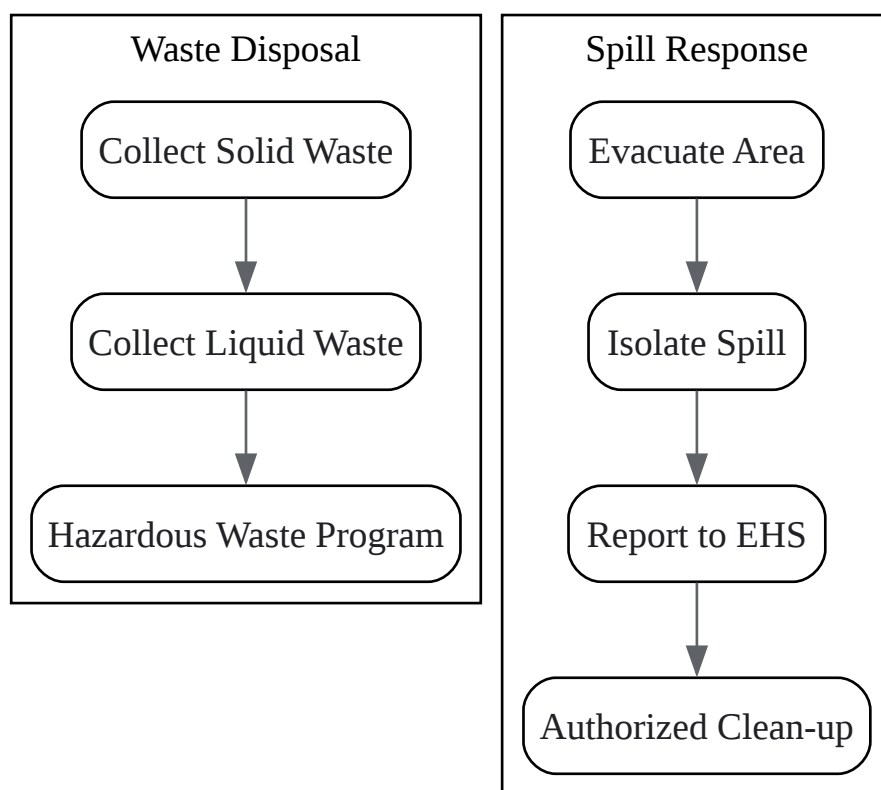 Waste Disposal
Collect Solid Waste
Collect Liquid Waste
Hazardous Waste Program
Spill Response
Evacuate Area
Isolate Spill
Report to EHS
Authorized Clean-up